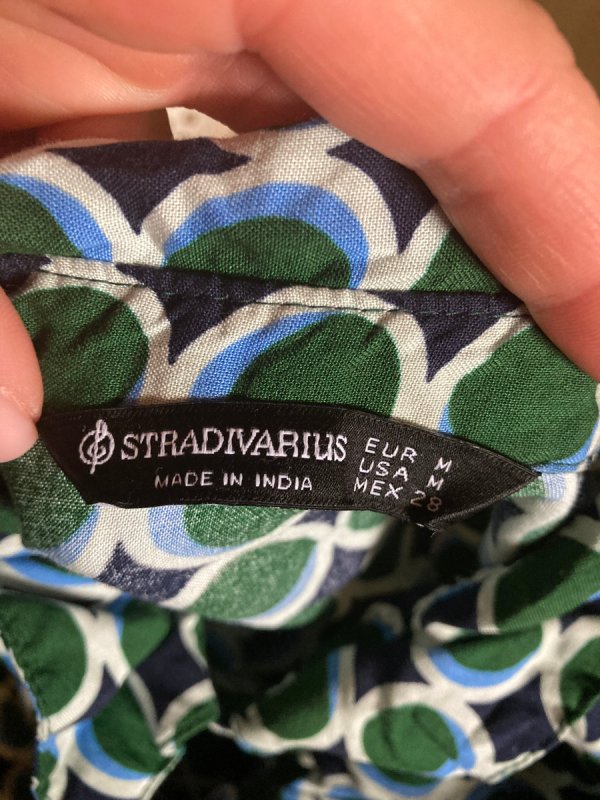 STRADIVARIUS
MADE IN INDIA
EUR M
USA M
MEX 28